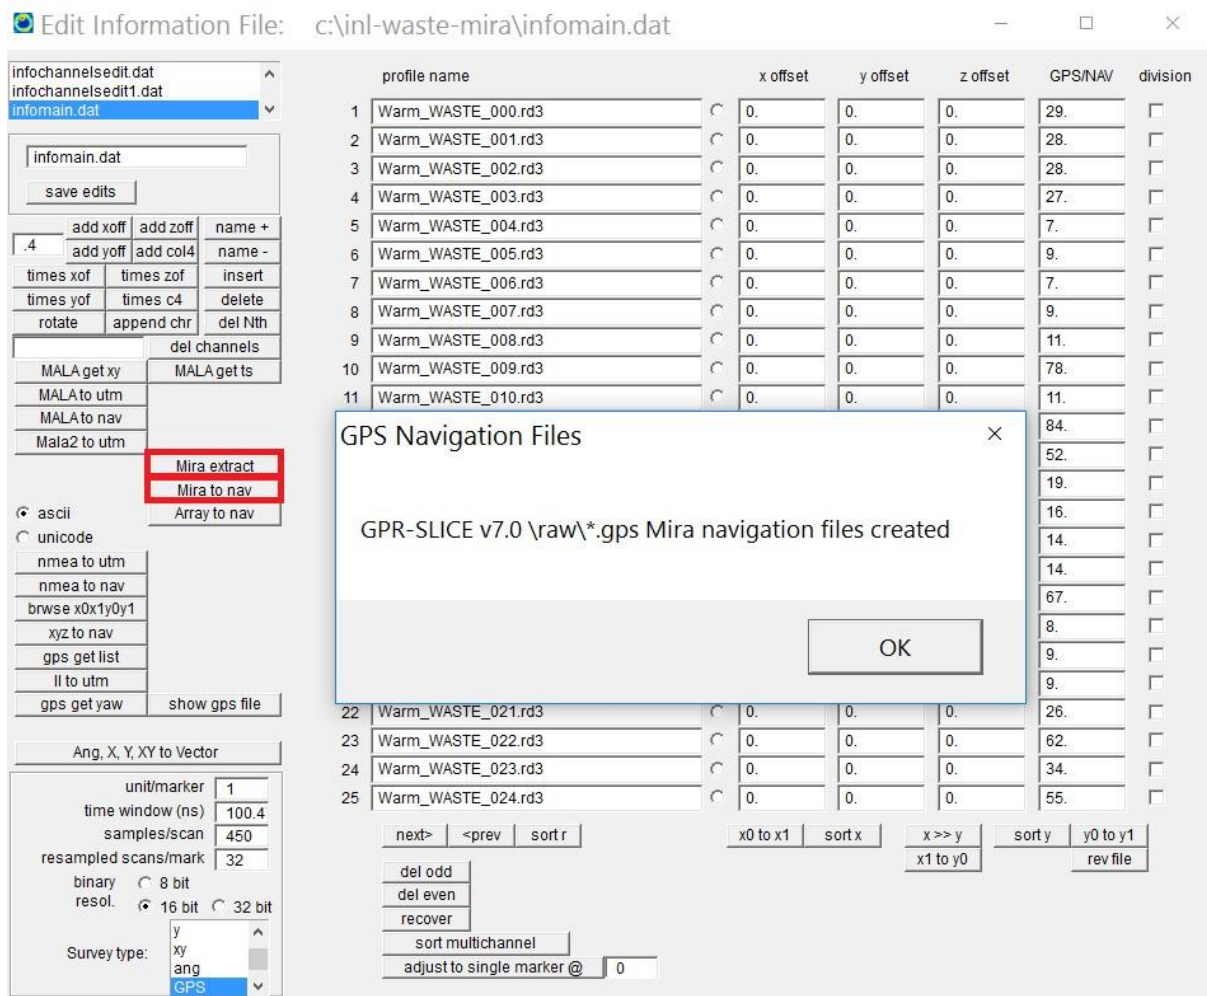 Edit Information File: c:\inl-waste-mira\infomain.dat
infochannelsedit.dat
infochannelsedit1.dat
infomain.dat
infomain.dat
save edits
add xoff add zoff name +
.4 add yoff add col4 name -
times xof times zof insert
times yof times c4 delete
rotate append chr del Nth
del channels
MALA get xy MALA get ts
MALA to utm
MALA to nav
Mala2 to utm
Mira extract
Mira to nav
ascii Array to nav
unicode
nmea to utm
nmea to nav
brwse x0x1y0y1
xyz to nav
gps get list
ll to utm
gps get yaw show gps file
Ang, X, Y, XY to Vector
unit/marker 1
time window (ns) 100.4
samples/scan 450
resampled scans/mark 32
binary 8 bit
resol. 16 bit 32 bit
Survey type: y
xy
ang
GPS
profile name x offset y offset z offset GPS/NAV division
1 Warm_WASTE_000.rd3 0. 0. 0. 29.
2 Warm_WASTE_001.rd3 0. 0. 0. 28.
3 Warm_WASTE_002.rd3 0. 0. 0. 28.
4 Warm_WASTE_003.rd3 0. 0. 0. 27.
5 Warm_WASTE_004.rd3 0. 0. 0. 7.
6 Warm_WASTE_005.rd3 0. 0. 0. 9.
7 Warm_WASTE_006.rd3 0. 0. 0. 7.
8 Warm_WASTE_007.rd3 0. 0. 0. 9.
9 Warm_WASTE_008.rd3 0. 0. 0. 11.
10 Warm_WASTE_009.rd3 0. 0. 0. 78.
11 Warm_WASTE_010.rd3 0. 0. 0. 11.
84.
52.
19.
16.
14.
14.
67.
8.
9.
9.
GPS Navigation Files
GPR-SLICE v7.0 \raw\*.gps Mira navigation files created
OK
22 Warm_WASTE_021.rd3 0. 0. 0. 26.
23 Warm_WASTE_022.rd3 0. 0. 0. 62.
24 Warm_WASTE_023.rd3 0. 0. 0. 34.
25 Warm_WASTE_024.rd3 0. 0. 0. 55.
next> <prev sort r x0 to x1 sort x x >> y sort y y0 to y1
x1 to y0 rev file
del odd
del even
recover
sort multichannel
adjust to single marker @ 0